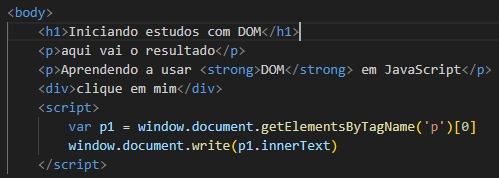 <body>
<h1>Iniciando estudos com DOM</h1>
<p>aqui vai o resultado</p>
<p>Aprendendo a usar <strong>DOM</strong> em JavaScript</p>
<div>clique em mim</div>
<script>
var p1 = window.document.getElementsByTagName('p')[0]
window.document.write(p1.innerText)
</script>